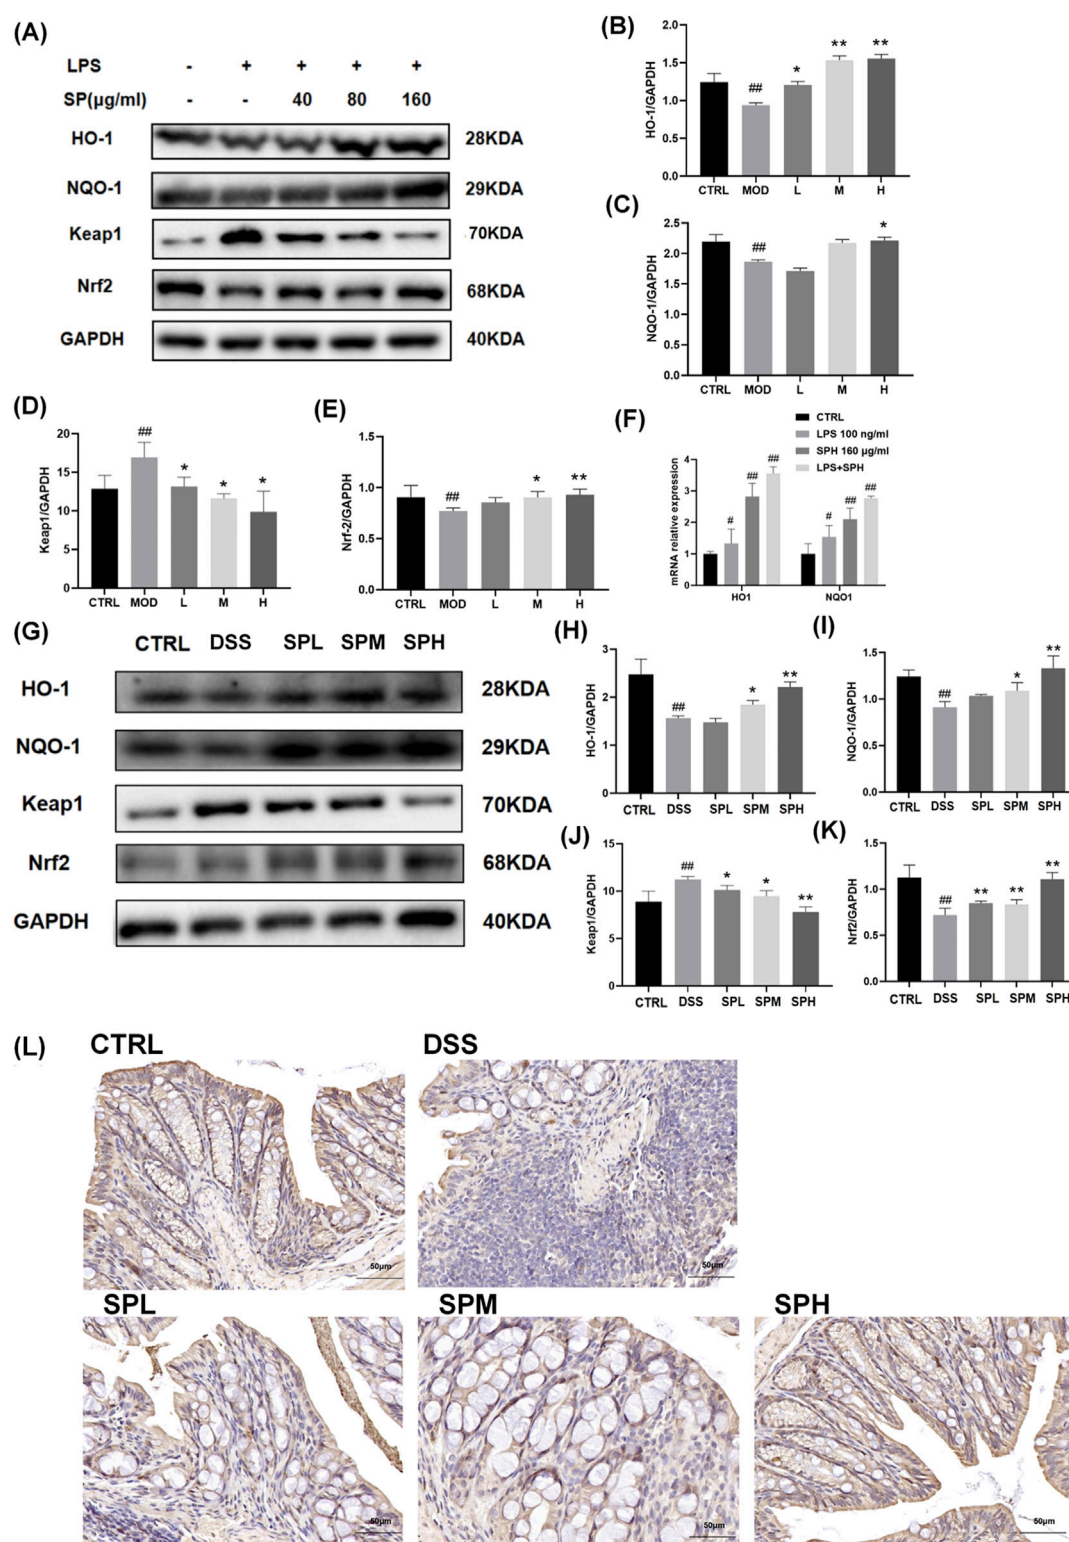 (A)
LPS - + + + +
SP(μg/ml) - - 40 80 160
HO-1 28KDA
NQO-1 29KDA
Keap1 70KDA
Nrf2 68KDA
GAPDH 40KDA
(B)
HO-1/GAPDH
2.0
1.5
1.0
0.5
0.0
## * ** **
CTRL MOD L M H
(C)
NQO-1/GAPDH
2.5
2.0
1.5
1.0
0.5
0.0
## *
CTRL MOD L M H
(D)
Keap1/GAPDH
20
15
10
5
0
## * * *
CTRL MOD L M H
(E)
Nrf-2/GAPDH
1.5
1.0
0.5
0.0
## * **
CTRL MOD L M H
(F)
CTRL
LPS 100 ng/ml
SPH 160 μg/ml
LPS+SPH
mRNA relative expression
4
3
2
1
0
# ## ## # ## ##
HO1 NQO1
(G)
CTRL DSS SPL SPM SPH
HO-1 28KDA
NQO-1 29KDA
Keap1 70KDA
Nrf2 68KDA
GAPDH 40KDA
(H)
HO-1/GAPDH
3
2
1
0
## * **
CTRL DSS SPL SPM SPH
(I)
NQO-1/GAPDH
1.5
1.0
0.5
0.0
## * **
CTRL DSS SPL SPM SPH
(J)
Keap1/GAPDH
15
10
5
0
## * * **
CTRL DSS SPL SPM SPH
(K)
Nrf2/GAPDH
1.5
1.0
0.5
0.0
## ** ** **
CTRL DSS SPL SPM SPH
(L)
CTRL
50μm
DSS
50μm
SPL
50μm
SPM
50μm
SPH
50μm